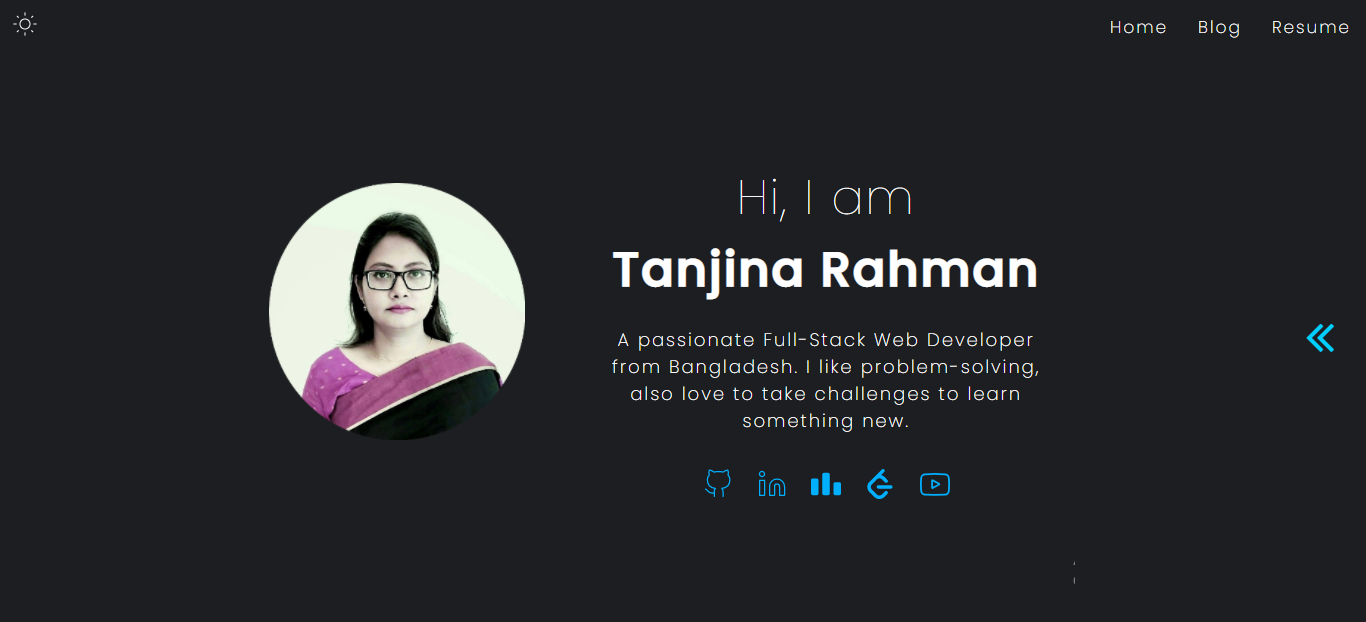 Home Blog Resume
Hi, I am
Tanjina Rahman
A passionate Full-Stack Web Developer
from Bangladesh. I like problem-solving,
also love to take challenges to learn
something new.